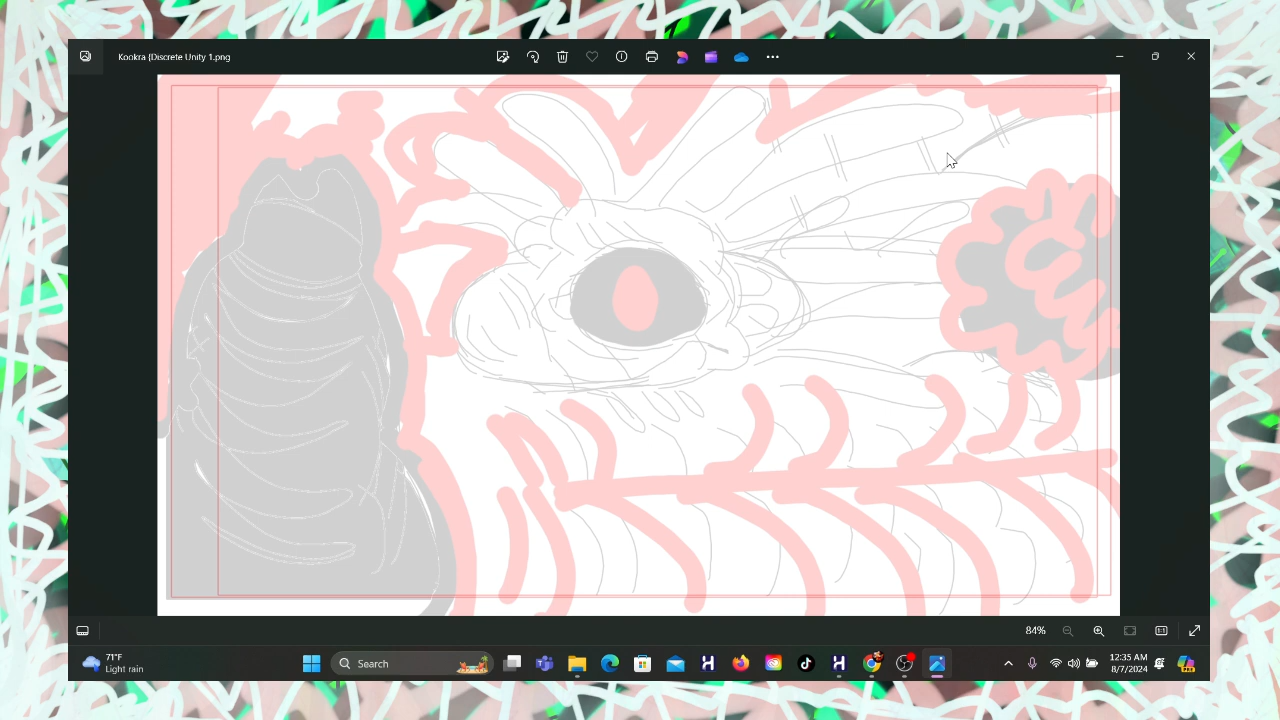 Kookra {Discrete Unity 1.png
84%
71°F
Light rain
Search
12:35 AM
8/7/2024